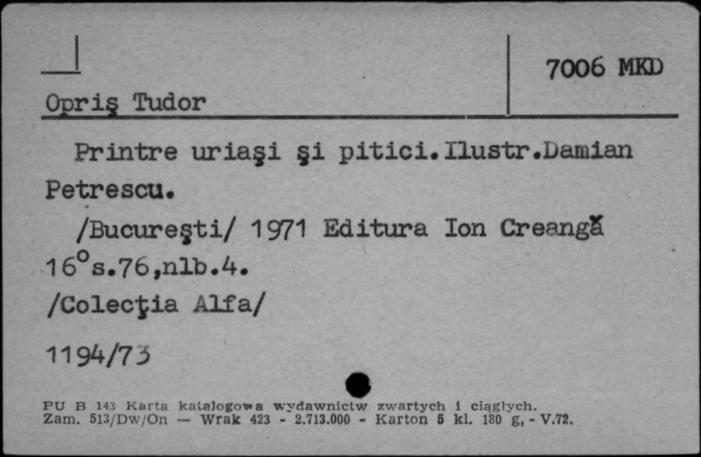 7006 MKD
Opriş Tudor
Printre uriaşi şi pitici.Ilustr.Damian
Petrescu.
/Bucureşti/ 1971 Editura Ion Creangă
16°s.76,nlb.4.
/Colecţia Alfa/
1194/73
PU B 143 Karta katalogowa wydawnictw zwartych i ciągłych.
Zam. 513/Dw/On — Wrak 423 - 2.713.000 - Karton 5 kl. 180 g, - V.72.